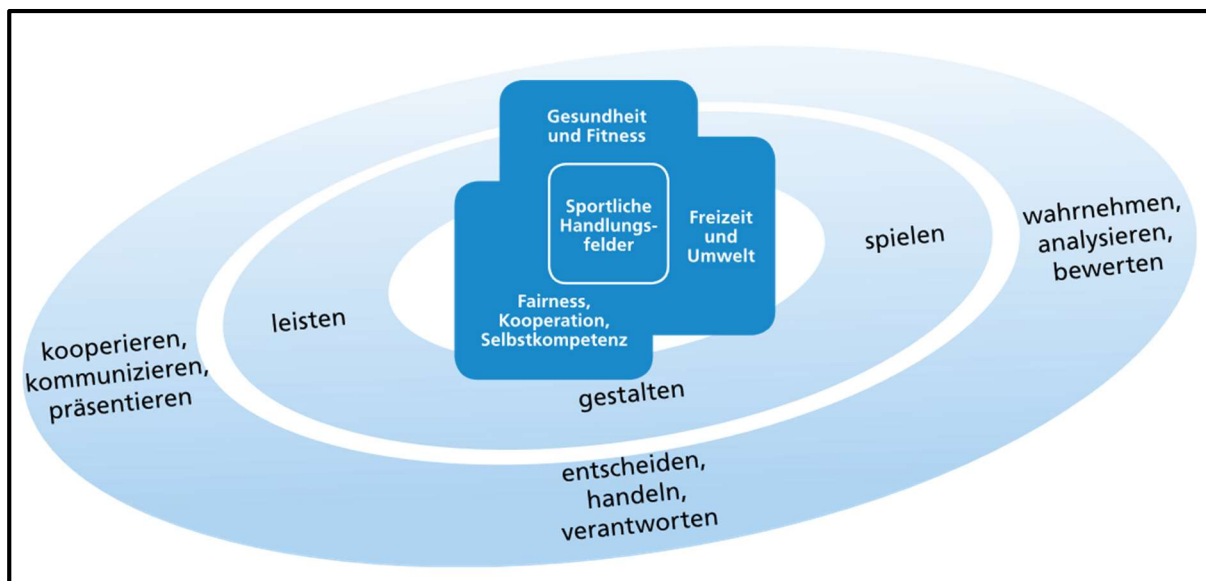 Gesundheit
und Fitness
Sportliche
Handlungs-
felder
Freizeit
und
Umwelt
Fairness,
Kooperation,
Selbstkompetenz
leisten
spielen
gestalten
kooperieren,
kommunizieren,
präsentieren
wahrnehmen,
analysieren,
bewerten
entscheiden,
handeln,
verantworten